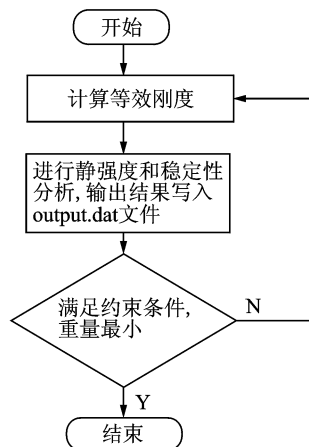 开始
计算等效刚度
进行静强度和稳定性
分析,输出结果写入
output.dat文件
满足约束条件,
重量最小
N
Y
结束